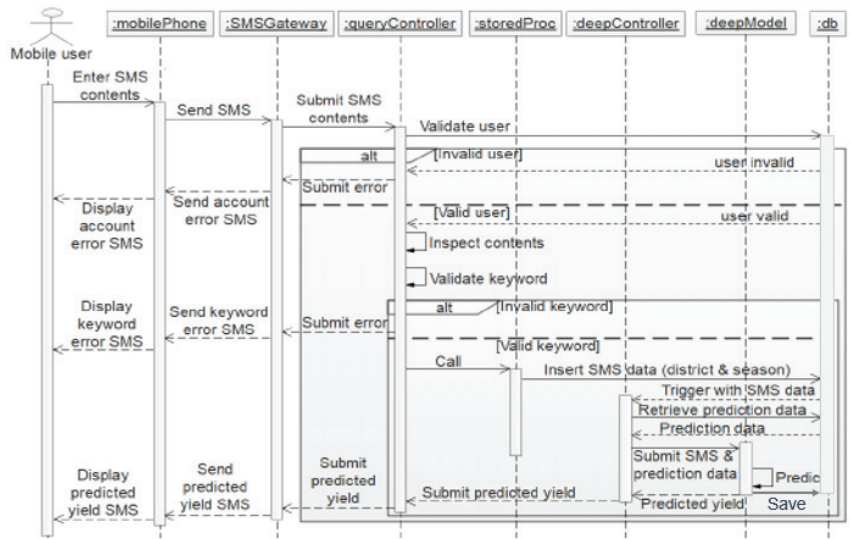 :mobilePhone
:SMSGateway
:queryController
:storedProc
:deepController
:deepModel
:db
Mobile user
Enter SMS
contents
Send SMS
Submit SMS
contents
Validate user
alt
[Invalid user]
user invalid
Submit error
Send account
error SMS
Display
account
error SMS
[Valid user]
user valid
Inspect contents
Validate keyword
alt
[Invalid keyword]
Submit error
Send keyword
error SMS
Display
keyword
error SMS
[Valid keyword]
Call
Insert SMS data (district & season)
Trigger with SMS data
Retrieve prediction data
Prediction data
Submit SMS &
prediction data
Predic
Predicted yield
Save
Submit predicted yield
Submit
predicted
yield
Send
predicted
yield SMS
Display
predicted
yield SMS